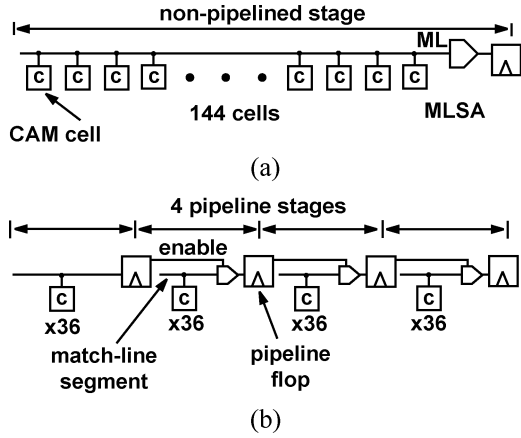 non-pipelined stage
ML
C C C C C C C C
CAM cell
144 cells
MLSA
(a)
4 pipeline stages
enable
C C C C
x36 x36 x36 x36
match-line
segment
pipeline
flop
(b)